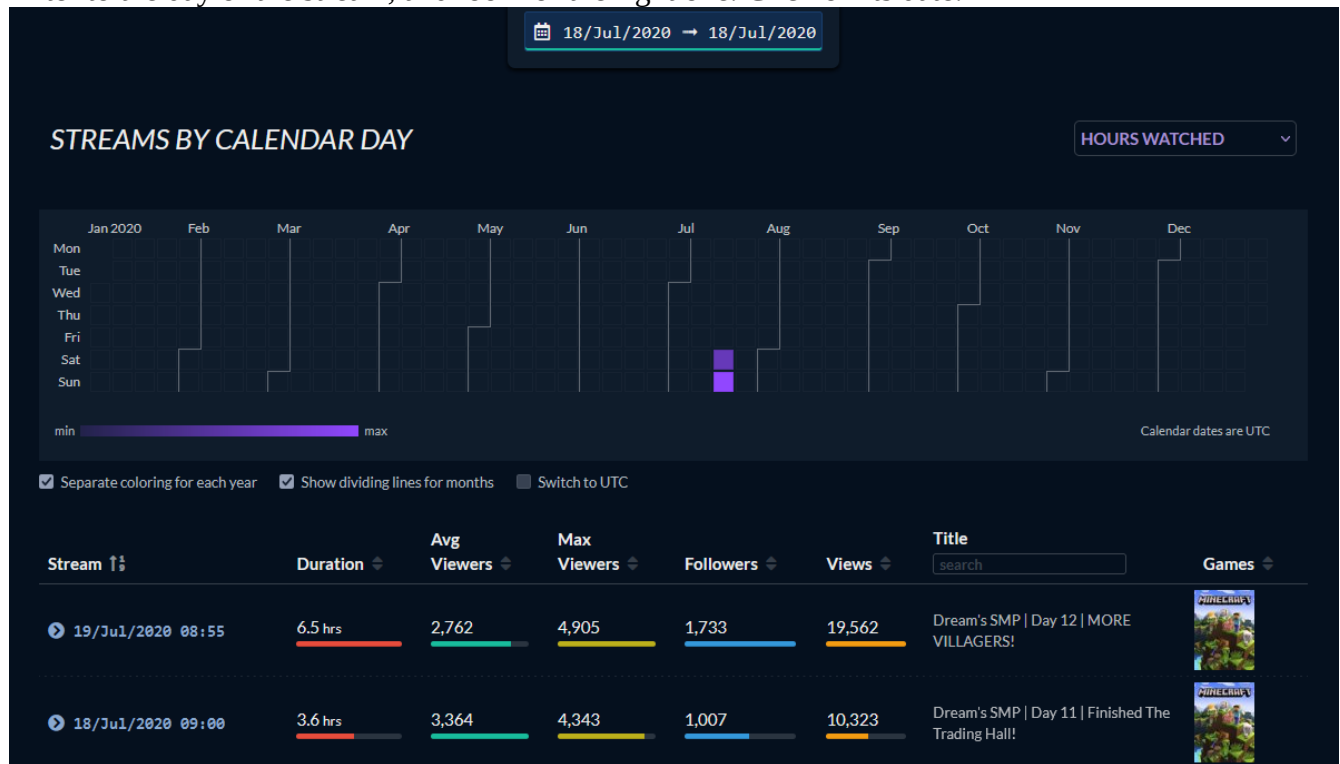 18/Jul/2020 → 18/Jul/2020
STREAMS BY CALENDAR DAY
HOURS WATCHED
Jan 2020 Feb Mar Apr May Jun Jul Aug Sep Oct Nov Dec
Mon
Tue
Wed
Thu
Fri
Sat
Sun
min max
Calendar dates are UTC
Separate coloring for each year Show dividing lines for months Switch to UTC
Stream Duration Avg Viewers Max Viewers Followers Views Title Games
search
MINECRAFT
19/Jul/2020 08:55 6.5 hrs 2,762 4,905 1,733 19,562 Dream's SMP | Day 12 | MORE
VILLAGERS!
MINECRAFT
18/Jul/2020 09:00 3.6 hrs 3,364 4,343 1,007 10,323 Dream's SMP | Day 11 | Finished The
Trading Hall!